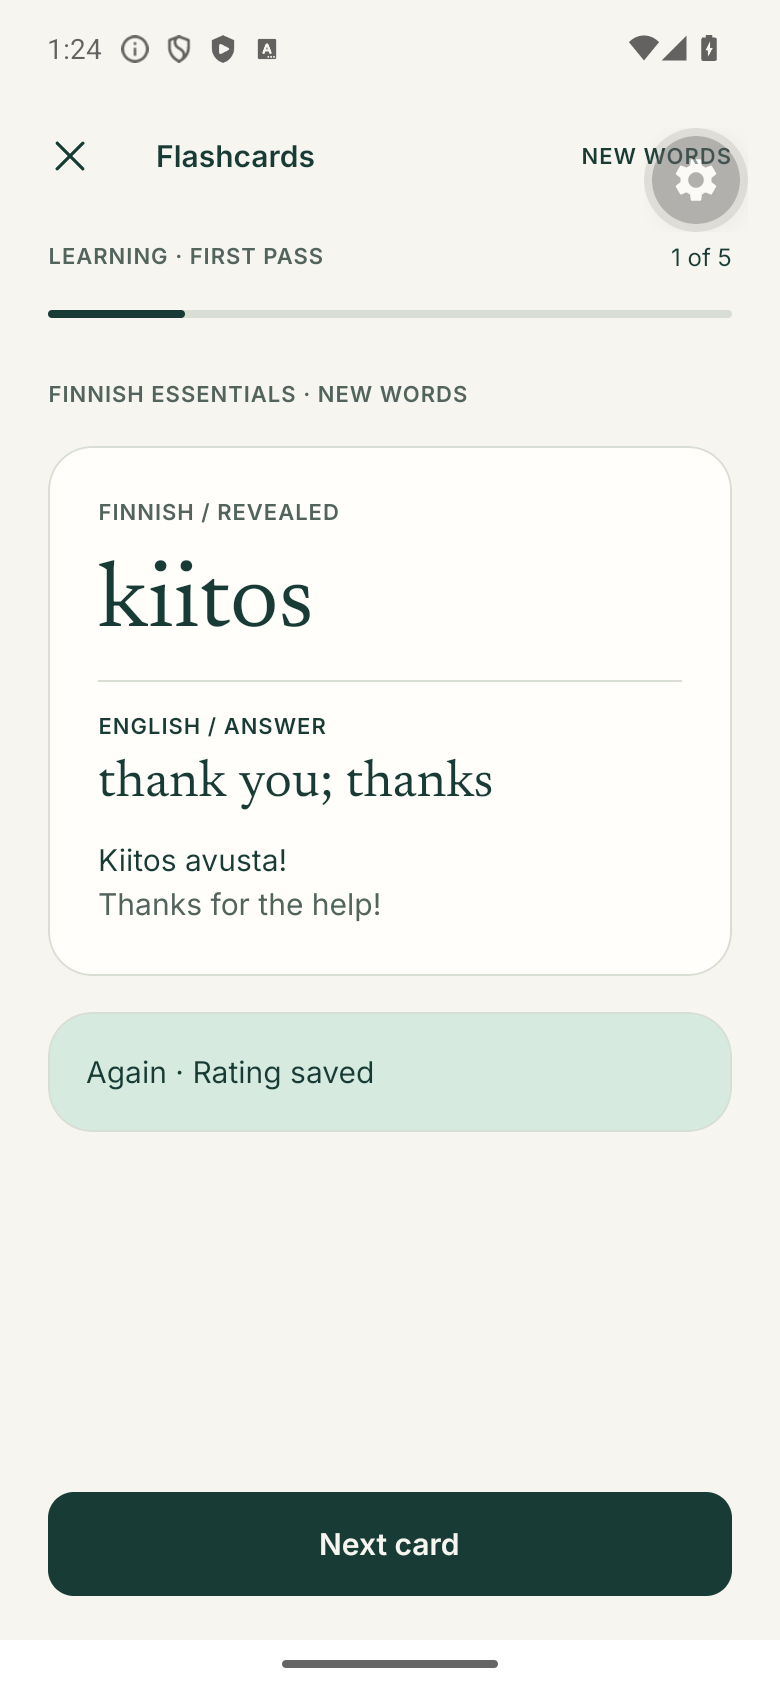 1:24
Flashcards
NEW WORDS
LEARNING · FIRST PASS
1 of 5
FINNISH ESSENTIALS · NEW WORDS
FINNISH / REVEALED
kiitos
ENGLISH / ANSWER
thank you; thanks
Kiitos avusta!
Thanks for the help!
Again · Rating saved
Next card